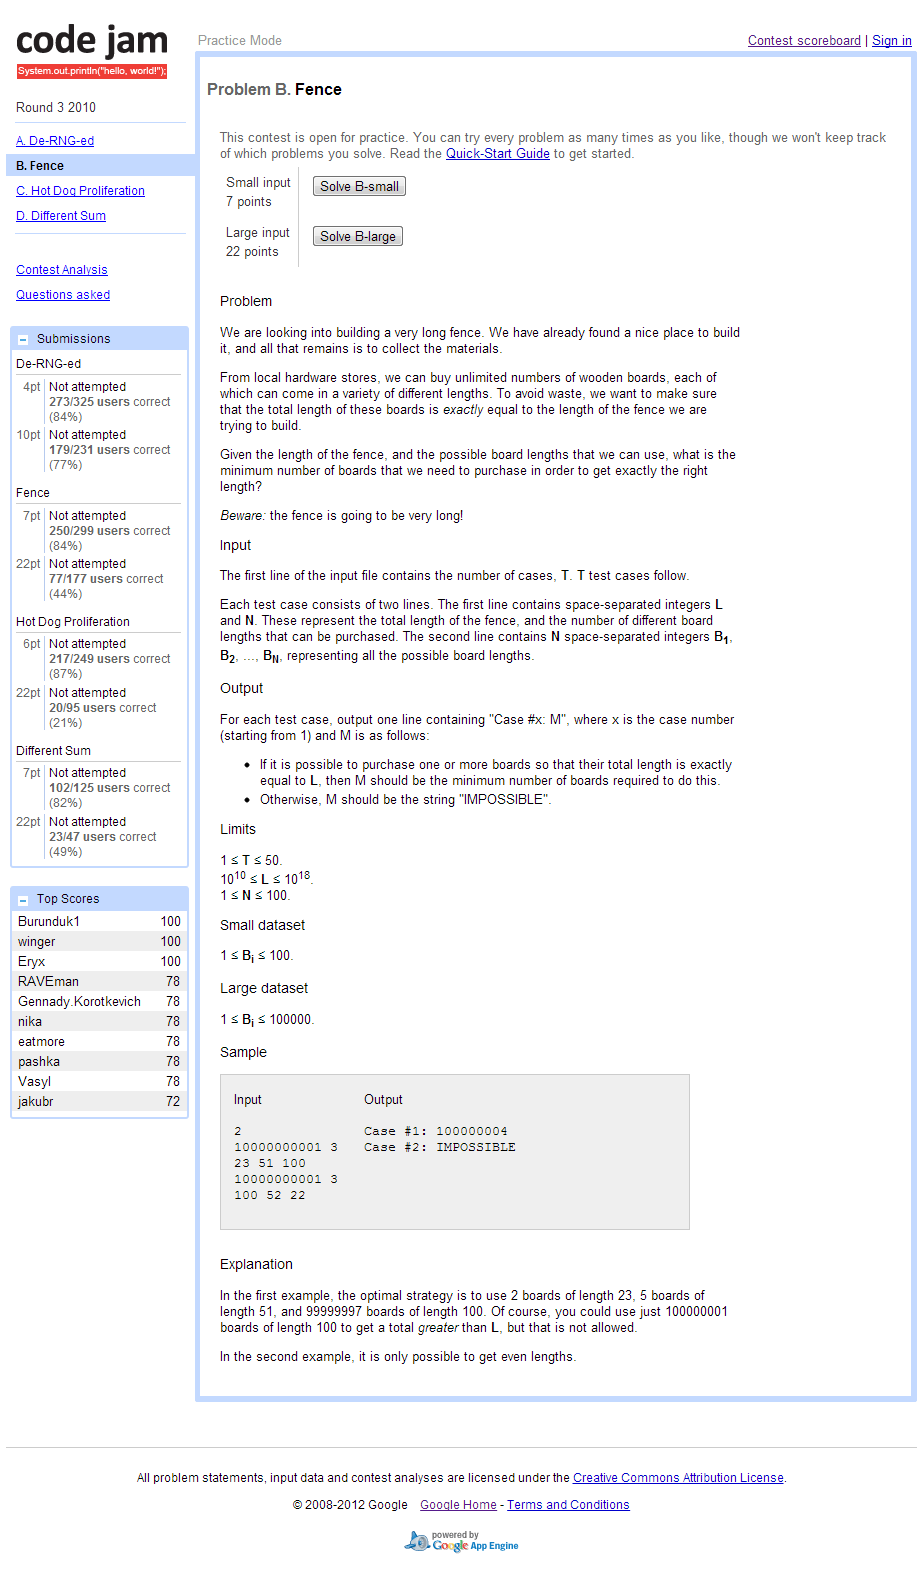 code jam
System.out.println("hello, world!");
Round 3 2010
A. De-RNG-ed
B. Fence
C. Hot Dog Proliferation
D. Different Sum
Contest Analysis
Questions asked
Submissions
De-RNG-ed
4pt Not attempted
273/325 users correct
(84%)
10pt Not attempted
179/231 users correct
(77%)
Fence
7pt Not attempted
250/299 users correct
(84%)
22pt Not attempted
77/177 users correct
(44%)
Hot Dog Proliferation
6pt Not attempted
217/249 users correct
(87%)
22pt Not attempted
20/95 users correct
(21%)
Different Sum
7pt Not attempted
102/125 users correct
(82%)
22pt Not attempted
23/47 users correct
(49%)
Top Scores
Burunduk1 100
winger 100
Eryx 100
RAVEman 78
Gennady.Korotkevich 78
nika 78
eatmore 78
pashka 78
Vasyl 78
jakubr 72
Practice Mode
Contest scoreboard | Sign in
Problem B. Fence
This contest is open for practice. You can try every problem as many times as you like, though we won't keep track
of which problems you solve. Read the Quick-Start Guide to get started.
Small input
7 points
Solve B-small
Large input
22 points
Solve B-large
Problem
We are looking into building a very long fence. We have already found a nice place to build
it, and all that remains is to collect the materials.
From local hardware stores, we can buy unlimited numbers of wooden boards, each of
which can come in a variety of different lengths. To avoid waste, we want to make sure
that the total length of these boards is exactly equal to the length of the fence we are
trying to build.
Given the length of the fence, and the possible board lengths that we can use, what is the
minimum number of boards that we need to purchase in order to get exactly the right
length?
Beware: the fence is going to be very long!
Input
The first line of the input file contains the number of cases, T. T test cases follow.
Each test case consists of two lines. The first line contains space-separated integers L
and N. These represent the total length of the fence, and the number of different board
lengths that can be purchased. The second line contains N space-separated integers B1,
B2, ..., BN, representing all the possible board lengths.
Output
For each test case, output one line containing "Case #x: M", where x is the case number
(starting from 1) and M is as follows:
• If it is possible to purchase one or more boards so that their total length is exactly
equal to L, then M should be the minimum number of boards required to do this.
• Otherwise, M should be the string "IMPOSSIBLE".
Limits
1 ≤ T ≤ 50.
10^10 ≤ L ≤ 10^18.
1 ≤ N ≤ 100.
Small dataset
1 ≤ Bi ≤ 100.
Large dataset
1 ≤ Bi ≤ 100000.
Sample
Input Output
2 Case #1: 100000004
10000000001 3 Case #2: IMPOSSIBLE
23 51 100
10000000001 3
100 52 22
Explanation
In the first example, the optimal strategy is to use 2 boards of length 23, 5 boards of
length 51, and 99999997 boards of length 100. Of course, you could use just 100000001
boards of length 100 to get a total greater than L, but that is not allowed.
In the second example, it is only possible to get even lengths.
All problem statements, input data and contest analyses are licensed under the Creative Commons Attribution License.
© 2008-2012 Google Google Home - Terms and Conditions
powered by
Google App Engine